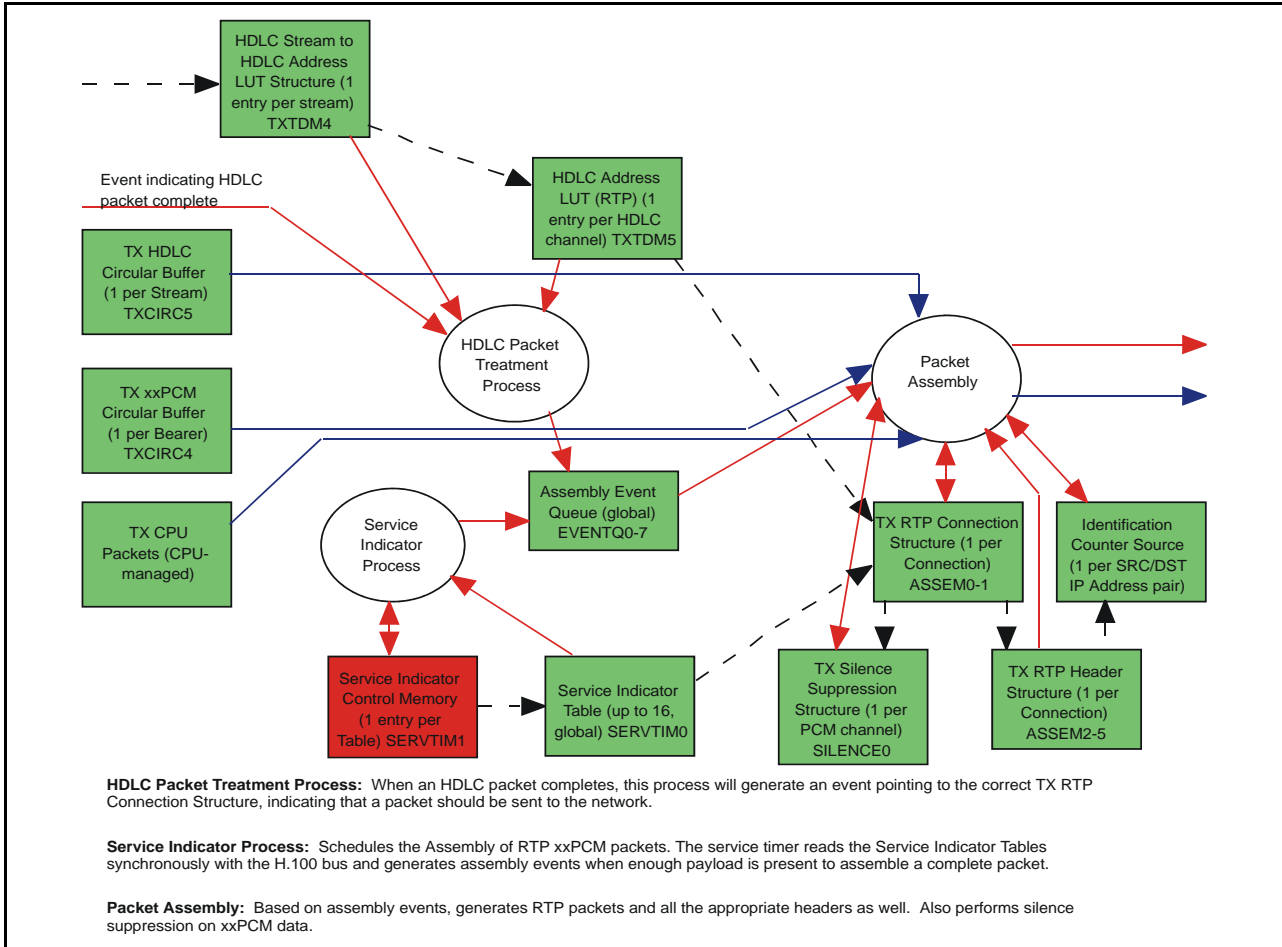 HDLC Stream to
HDLC Address
LUT Structure (1
entry per stream)
TXTDM4
Event indicating HDLC
packet complete
HDLC Address
LUT (RTP) (1
entry per HDLC
channel) TXTDM5
TX HDLC
Circular Buffer
(1 per Stream)
TXCIRC5
HDLC Packet
Treatment
Process
Packet
Assembly
TX xxPCM
Circular Buffer
(1 per Bearer)
TXCIRC4
TX CPU
Packets (CPU-
managed)
Service
Indicator
Process
Assembly Event
Queue (global)
EVENTQ0-7
TX RTP Connection
Structure (1 per
Connection)
ASSEM0-1
Identification
Counter Source
(1 per SRC/DST
IP Address pair)
Service Indicator
Control Memory
(1 entry per
Table) SERVTIM1
Service Indicator
Table (up to 16,
global) SERVTIM0
TX Silence
Suppression
Structure (1 per
PCM channel)
SILENCE0
TX RTP Header
Structure (1 per
Connection)
ASSEM2-5
HDLC Packet Treatment Process: When an HDLC packet completes, this process will generate an event pointing to the correct TX RTP
Connection Structure, indicating that a packet should be sent to the network.
Service Indicator Process: Schedules the Assembly of RTP xxPCM packets. The service timer reads the Service Indicator Tables
synchronously with the H.100 bus and generates assembly events when enough payload is present to assemble a complete packet.
Packet Assembly: Based on assembly events, generates RTP packets and all the appropriate headers as well. Also performs silence
suppression on xxPCM data.